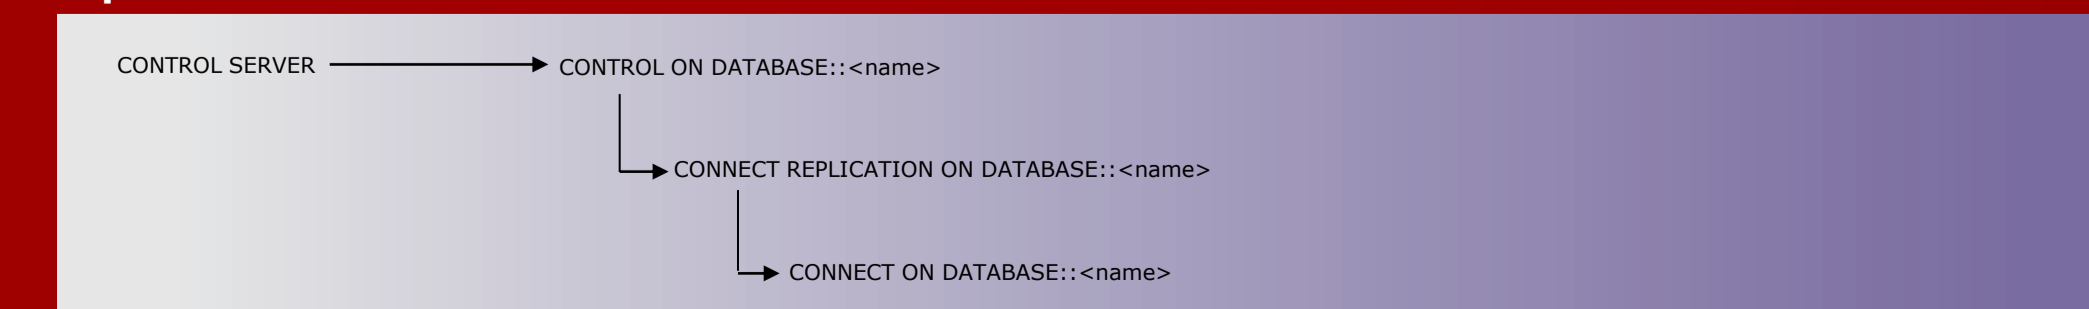 CONTROL SERVER CONTROL ON DATABASE::<name>
CONNECT REPLICATION ON DATABASE::<name>
CONNECT ON DATABASE::<name>